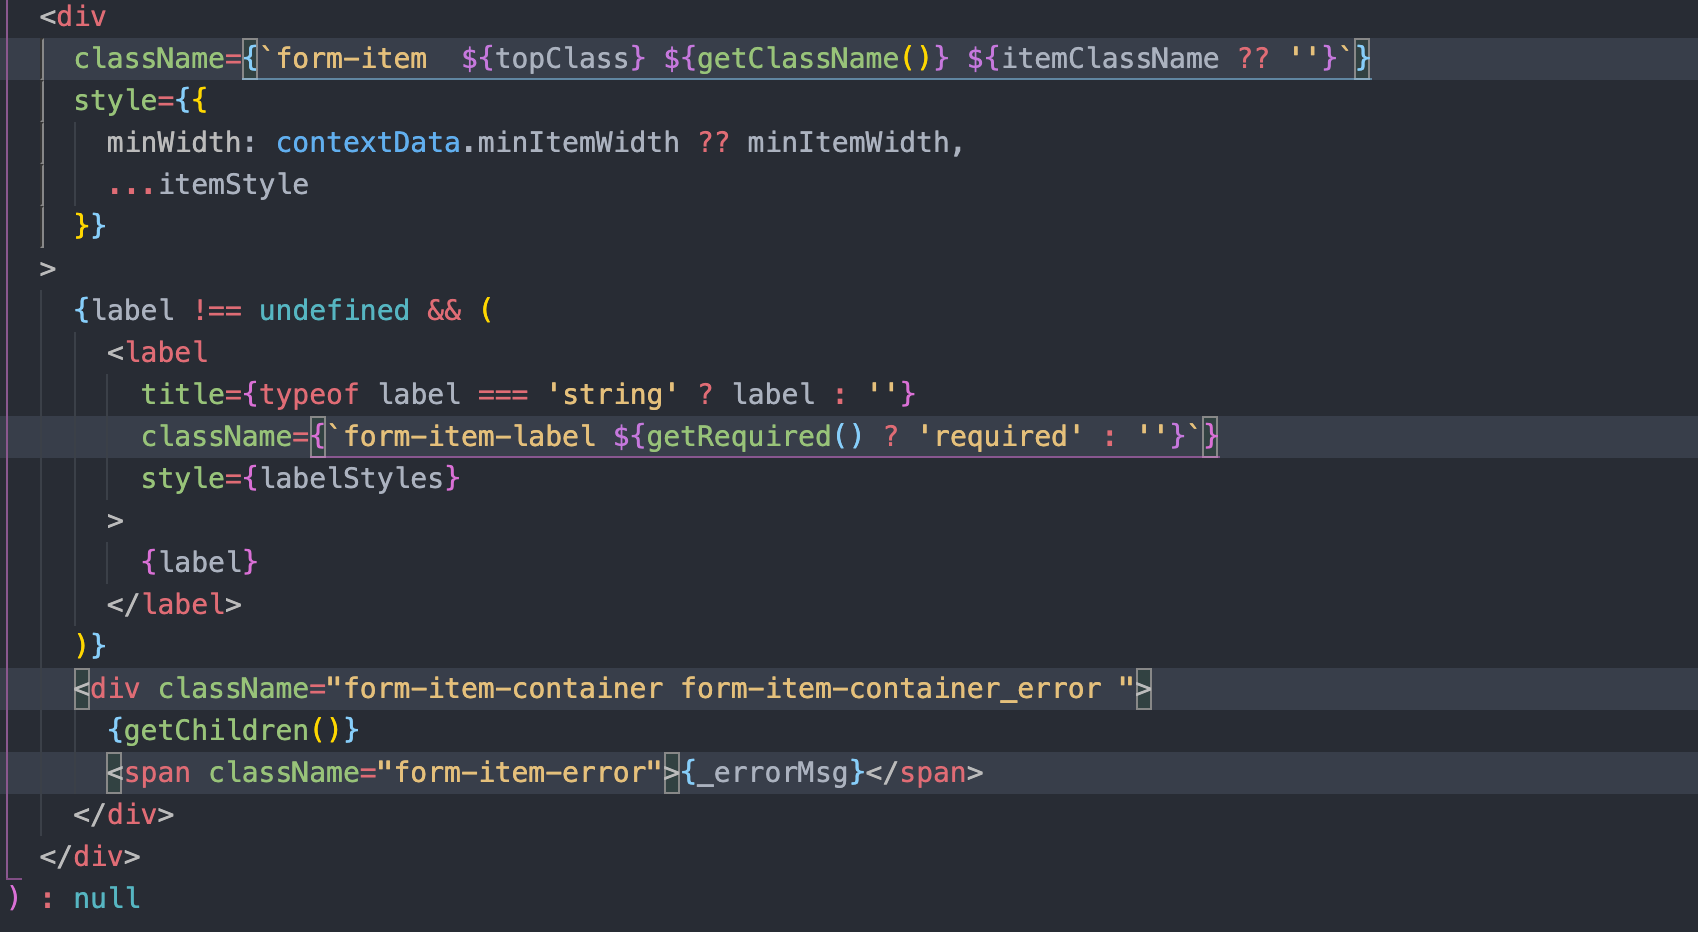 <div
className={`form-item  ${topClass} ${getClassName()} ${itemClassName ?? ''}`}
style={{
minWidth: contextData.minItemWidth ?? minItemWidth,
...itemStyle
}}
>
{label !== undefined && (
<label
title={typeof label === 'string' ? label : ''}
className={`form-item-label ${getRequired() ? 'required' : ''}`}
style={labelStyles}
>
{label}
</label>
)}
<div className="form-item-container form-item-container_error ">
{getChildren()}
<span className="form-item-error">{_errorMsg}</span>
</div>
</div>
) : null